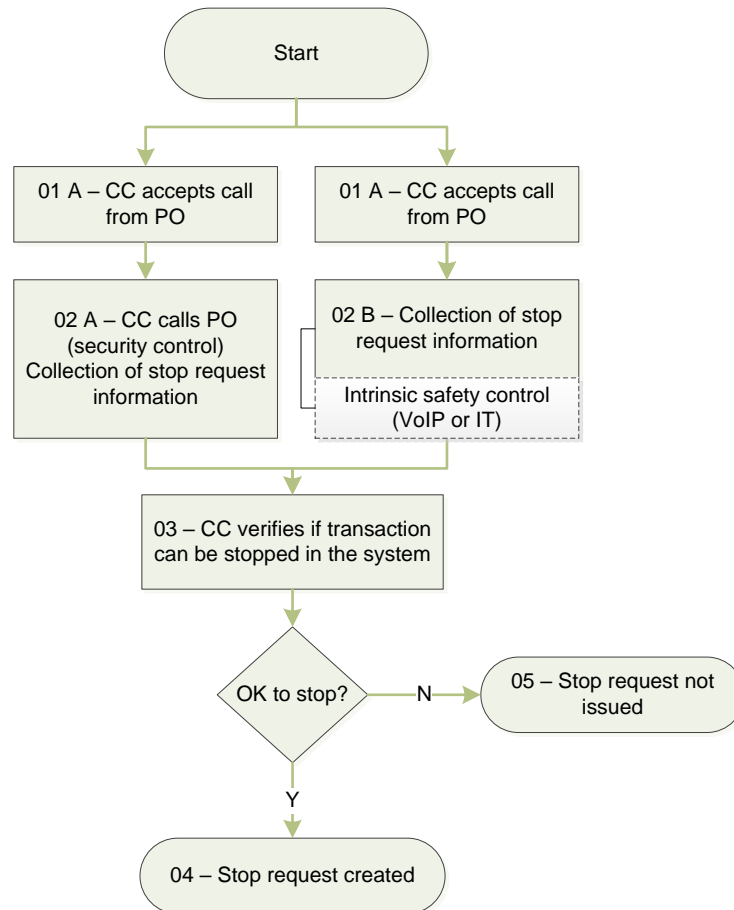 Start
01 A – CC accepts call
from PO
01 A – CC accepts call
from PO
02 A – CC calls PO
(security control)
Collection of stop request
information
02 B – Collection of stop
request information
Intrinsic safety control
(VoIP or IT)
03 – CC verifies if transaction
can be stopped in the system
OK to stop?
N
05 – Stop request not
issued
Y
04 – Stop request created